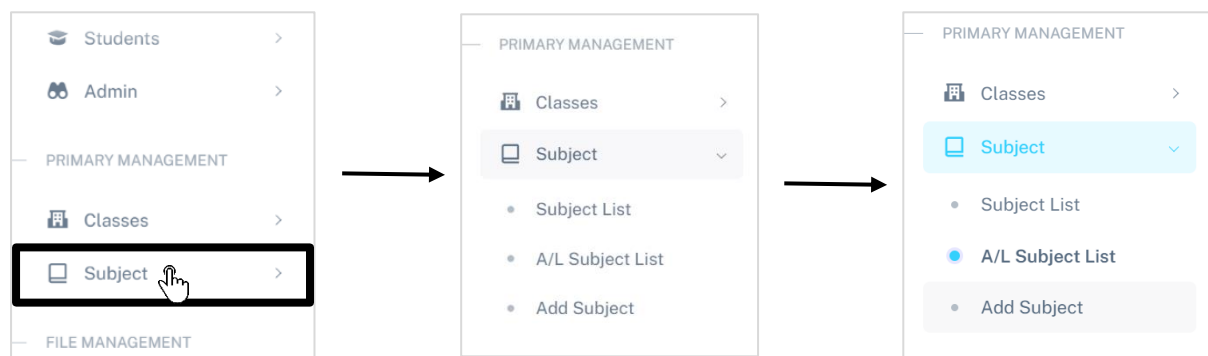 Students
Admin
PRIMARY MANAGEMENT
Classes
Subject
FILE MANAGEMENT
PRIMARY MANAGEMENT
Classes
Subject
Subject List
A/L Subject List
Add Subject
PRIMARY MANAGEMENT
Classes
Subject
Subject List
A/L Subject List
Add Subject